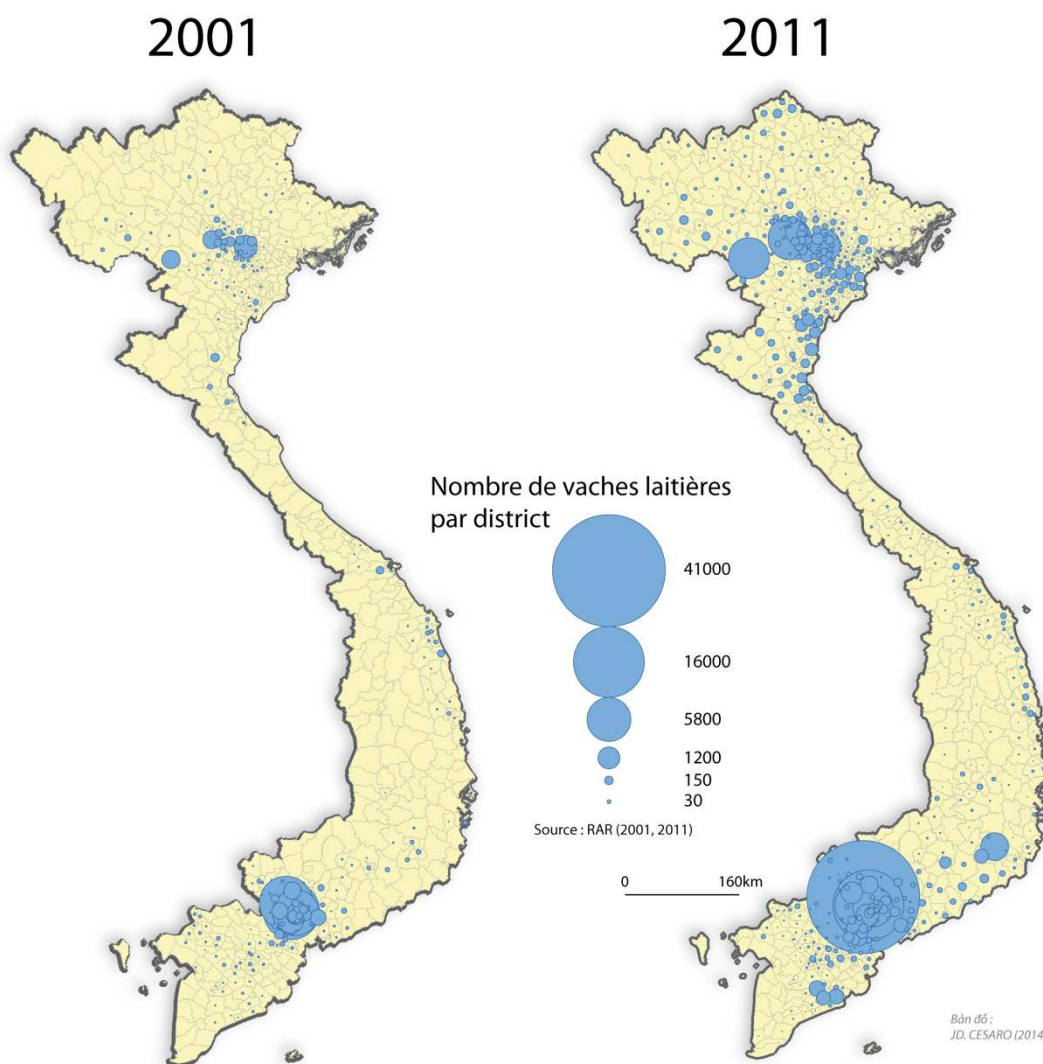 2001
2011
Nombre de vaches laitières
par district
41000
16000
5800
1200
150
30
Source : RAR (2001, 2011)
0 160km
Bản đồ :
JD. CESARO (2014